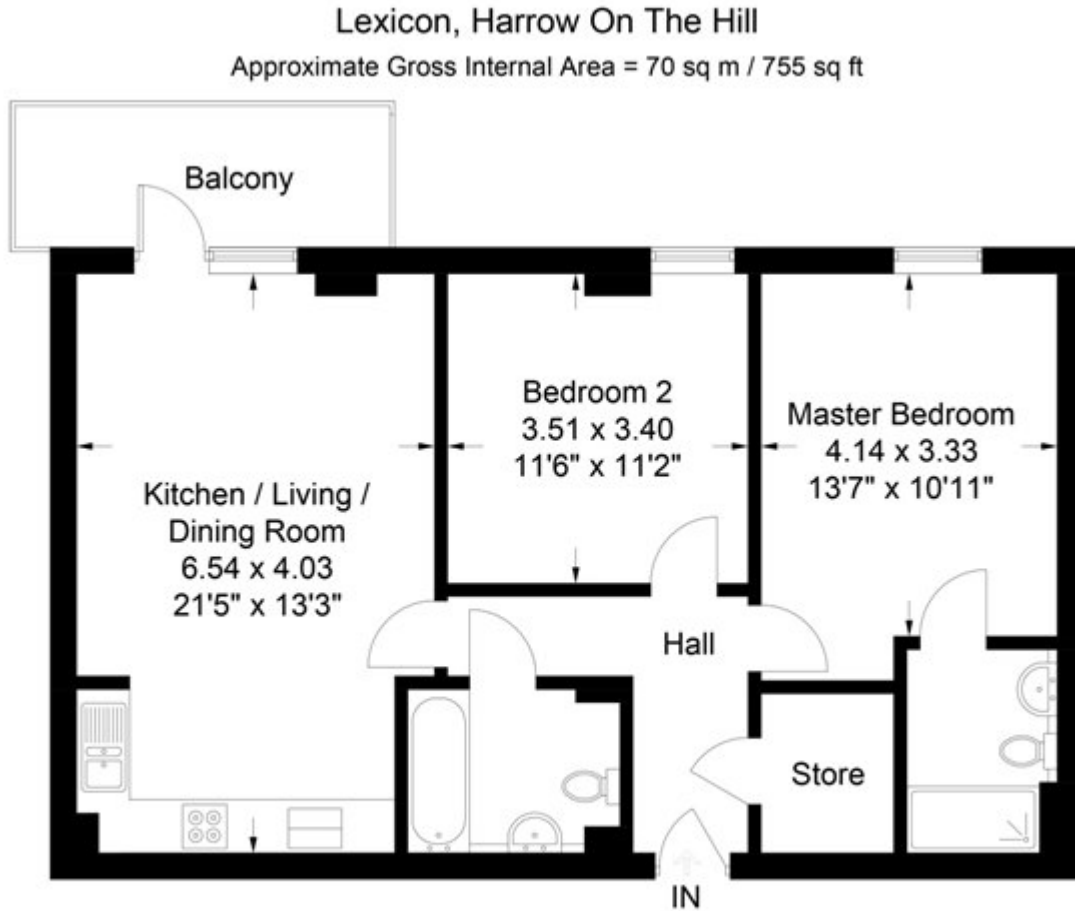 Lexicon, Harrow On The Hill
Approximate Gross Internal Area = 70 sq m / 755 sq ft
Balcony
Kitchen / Living /
Dining Room
6.54 x 4.03
21'5" x 13'3"
Bedroom 2
3.51 x 3.40
11'6" x 11'2"
Master Bedroom
4.14 x 3.33
13'7" x 10'11"
Hall
Store
IN